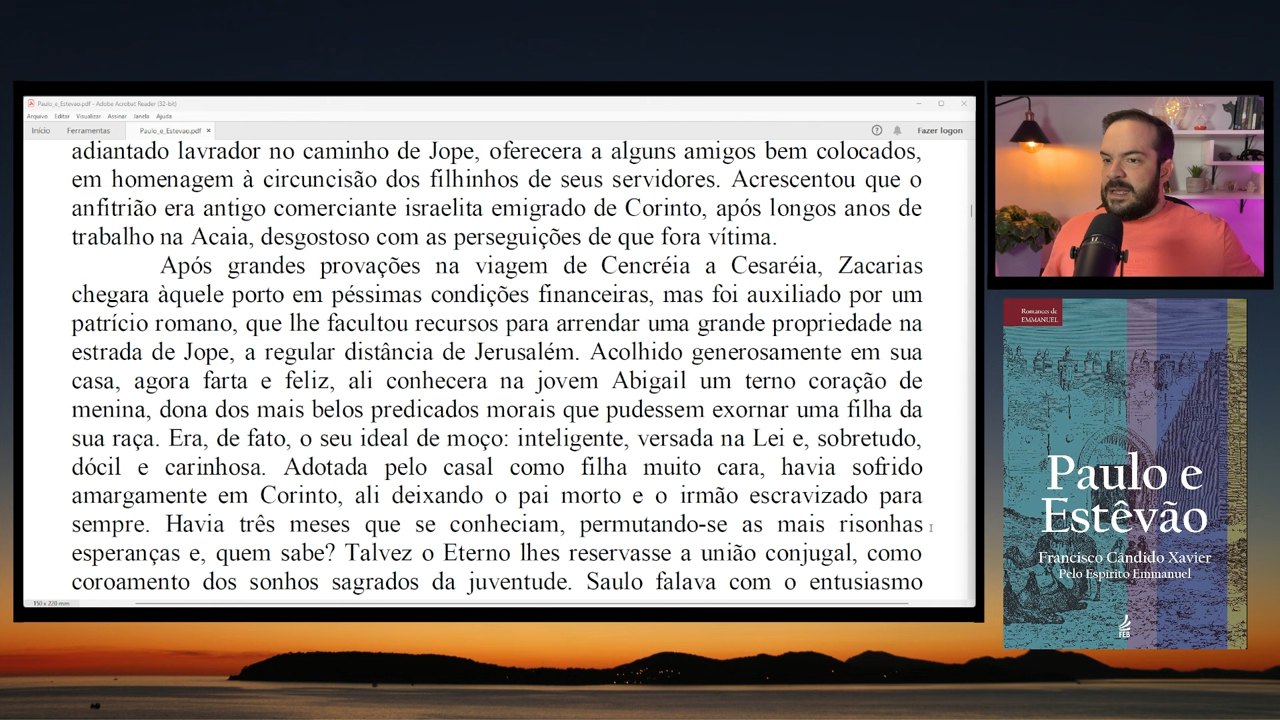 Paulo_e_Estevao.pdf - Adobe Acrobat Reader (32-bit)
Arquivo Editar Visualizar Assinar Janela Ajuda
Início Ferramentas Paulo_e_Estevao.pdf × Fazer logon
adiantado lavrador no caminho de Jope, oferecera a alguns amigos bem colocados,
em homenagem à circuncisão dos filhinhos de seus servidores. Acrescentou que o
anfitrião era antigo comerciante israelita emigrado de Corinto, após longos anos de
trabalho na Acaia, desgostoso com as perseguições de que fora vítima.
Após grandes provações na viagem de Cencréia a Cesaréia, Zacarias
chegara àquele porto em péssimas condições financeiras, mas foi auxiliado por um
patrício romano, que lhe facultou recursos para arrendar uma grande propriedade na
estrada de Jope, a regular distância de Jerusalém. Acolhido generosamente em sua
casa, agora farta e feliz, ali conhecera na jovem Abigail um terno coração de
menina, dona dos mais belos predicados morais que pudessem exornar uma filha da
sua raça. Era, de fato, o seu ideal de moço: inteligente, versada na Lei e, sobretudo,
dócil e carinhosa. Adotada pelo casal como filha muito cara, havia sofrido
amargamente em Corinto, ali deixando o pai morto e o irmão escravizado para
sempre. Havia três meses que se conheciam, permutando-se as mais risonhas
esperanças e, quem sabe? Talvez o Eterno lhes reservasse a união conjugal, como
coroamento dos sonhos sagrados da juventude. Saulo falava com o entusiasmo
150 x 220 mm
Romances de
EMMANUEL
Paulo e
Estêvão
Francisco Cândido Xavier
Pelo Espírito Emmanuel
FEB